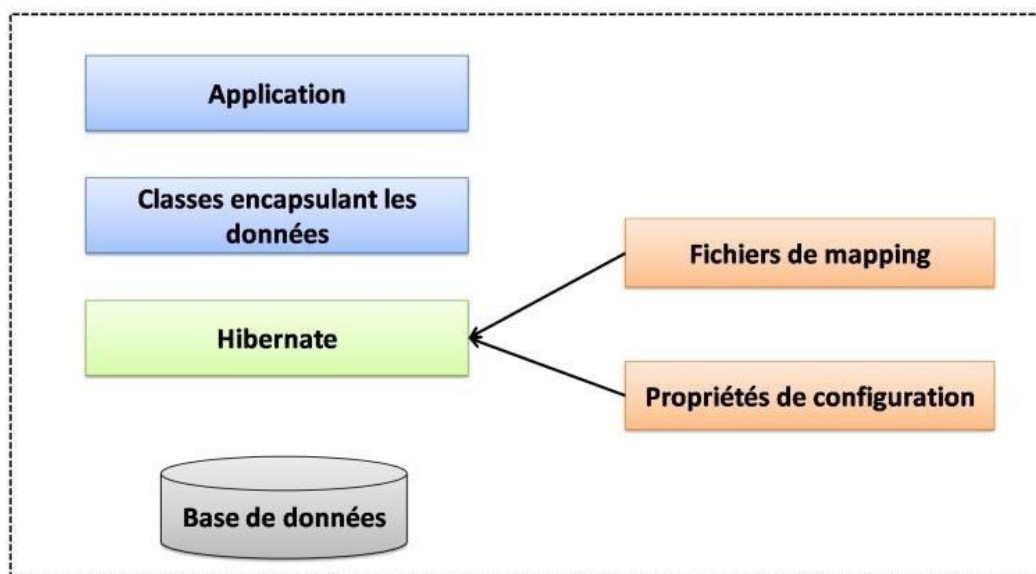 Application
Classes encapsulant les
données
Fichiers de mapping
Hibernate
Propriétés de configuration
Base de données